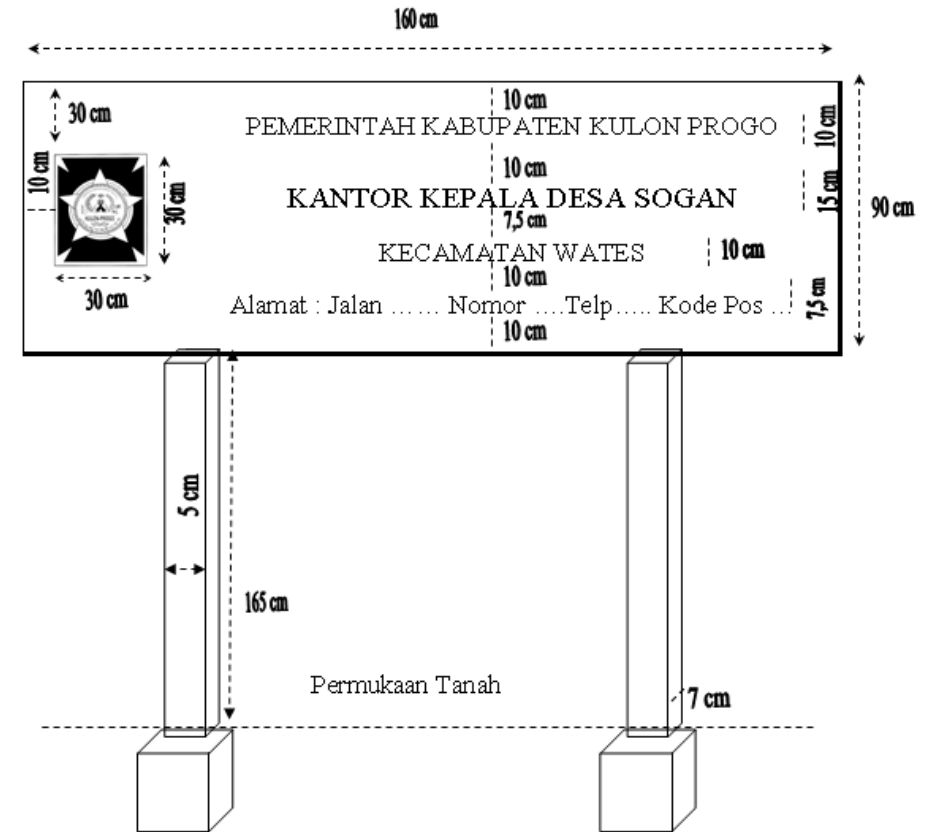 160 cm
30 cm
10 cm
PEMERINTAH KABUPATEN KULON PROGO
10 cm
10 cm
10 cm
30 cm
KANTOR KEPALA DESA SOGAN
15 cm
90 cm
7,5 cm
KECAMATAN WATES
10 cm
10 cm
30 cm
Alamat : Jalan ...... Nomor ....Telp..... Kode Pos ...
7,5 cm
10 cm
5 cm
165 cm
Permukaan Tanah
7 cm